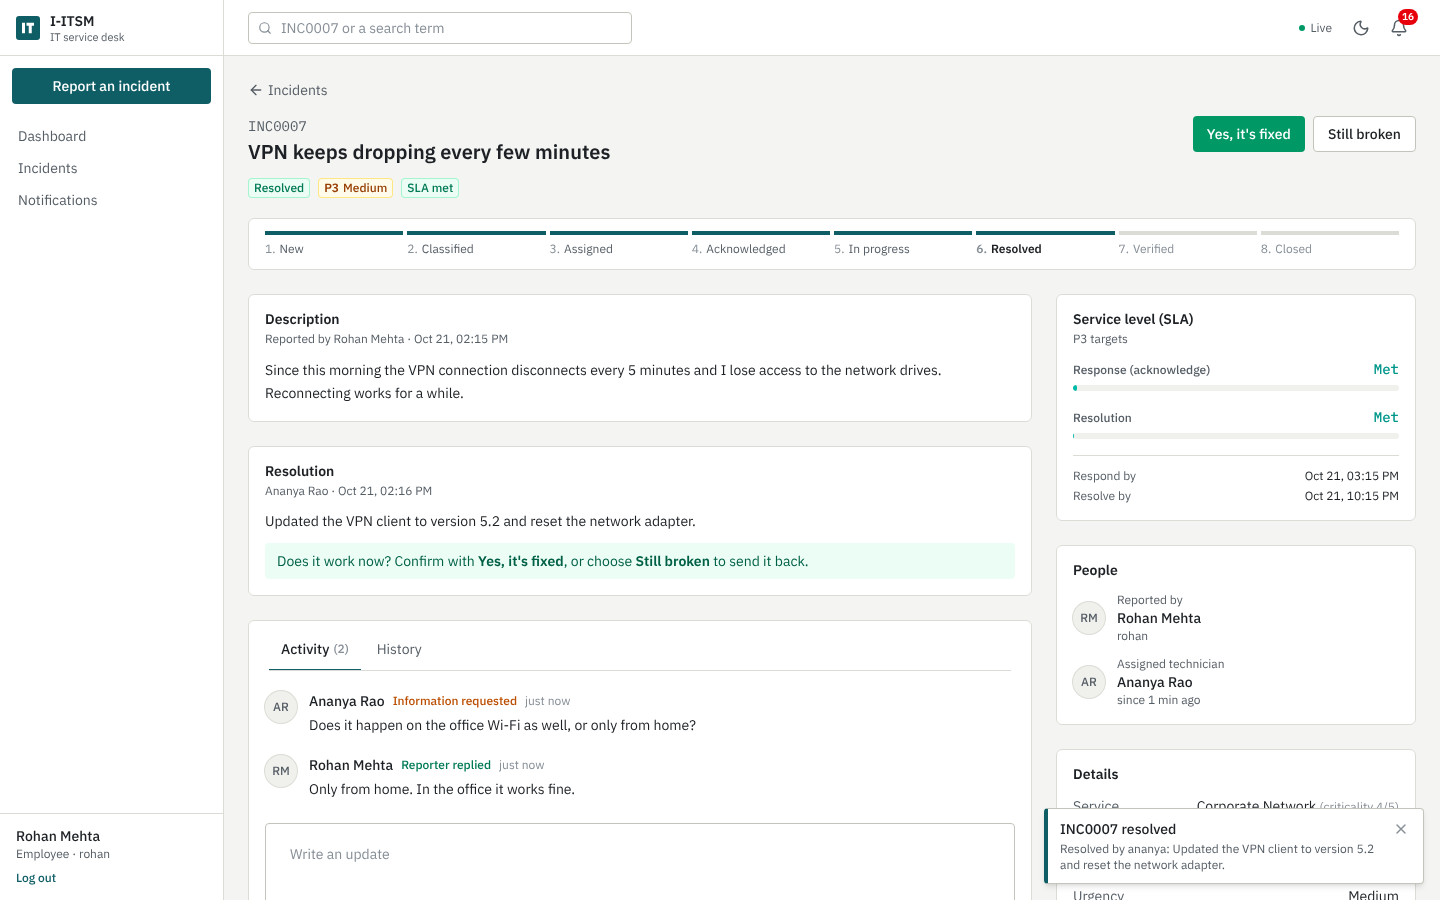 IT
I-ITSM
IT service desk
INC0007 or a search term
Live
16
Report an incident
Dashboard
Incidents
Notifications
Rohan Mehta
Employee · rohan
Log out
Incidents
INC0007
VPN keeps dropping every few minutes
Yes, it's fixed
Still broken
Resolved
P3 Medium
SLA met
1. New
2. Classified
3. Assigned
4. Acknowledged
5. In progress
6. Resolved
7. Verified
8. Closed
Description
Reported by Rohan Mehta · Oct 21, 02:15 PM
Since this morning the VPN connection disconnects every 5 minutes and I lose access to the network drives.
Reconnecting works for a while.
Resolution
Ananya Rao · Oct 21, 02:16 PM
Updated the VPN client to version 5.2 and reset the network adapter.
Does it work now? Confirm with Yes, it's fixed, or choose Still broken to send it back.
Activity (2)
History
AR
Ananya Rao Information requested just now
Does it happen on the office Wi-Fi as well, or only from home?
RM
Rohan Mehta Reporter replied just now
Only from home. In the office it works fine.
Write an update
Service level (SLA)
P3 targets
Response (acknowledge) Met
Resolution Met
Respond by Oct 21, 03:15 PM
Resolve by Oct 21, 10:15 PM
People
RM
Reported by
Rohan Mehta
rohan
AR
Assigned technician
Ananya Rao
since 1 min ago
Details
Service Corporate Network (criticality 4/5)
INC0007 resolved
Resolved by ananya: Updated the VPN client to version 5.2
and reset the network adapter.
Urgency Medium